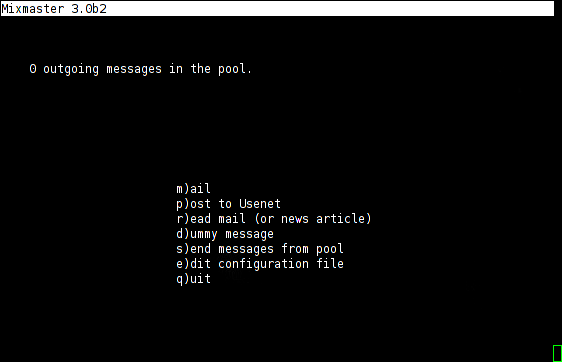 Mixmaster 3.0b2
0 outgoing messages in the pool.
m)ail
p)ost to Usenet
r)ead mail (or news article)
d)ummy message
s)end messages from pool
e)dit configuration file
q)uit